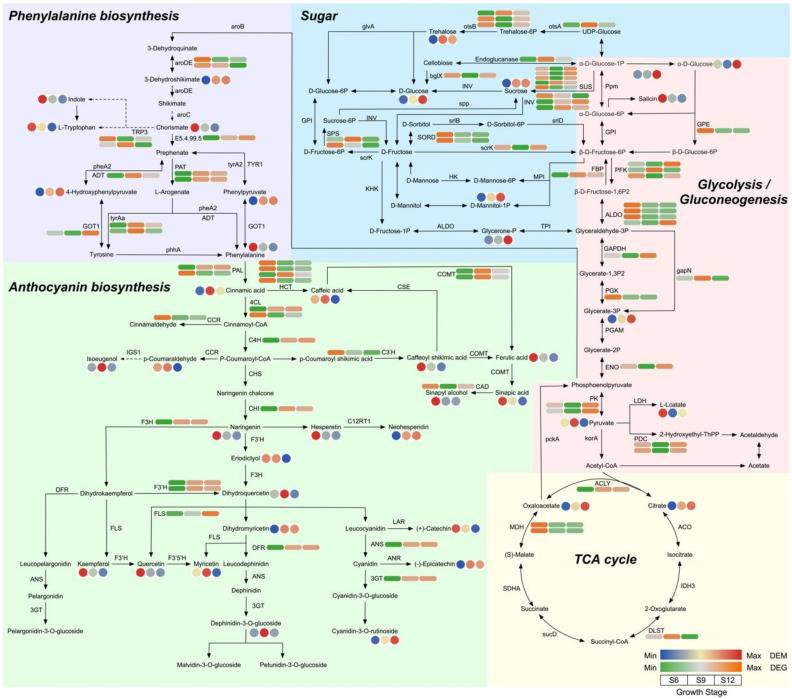 Phenylalanine biosynthesis
aroB
3-Dehydroquinate
aroDE
3-Dehydroshikimate
aroDE
Shikimate
aroC
Indole
L-Tryptophan
Chorismate
TRP3
E5.4.99.5
Prephenate
pheA2
ADT
PAT
tyrA2
TYR1
4-Hydroxyphenylpyruvate
L-Arogenate
Phenylpyruvate
pheA2
ADT
GOT1
tyrAa
GOT1
phhA
Tyrosine
Phenylalanine
Sugar
glvA
otsB
otsA
Trehalose
Trehalose-6P
UDP-Glucose
Cellobiose
Endoglucanase
bglX
D-Glucose-6P
D-Glucose
INV
Sucrose
SUS
spp
INV
Sucrose-6P
INV
GPI
SPS
D-Sorbitol
srlB
D-Sorbitol-6P
srlD
SORD
D-Fructose-6P
scrK
D-Fructose
scrK
KHK
D-Mannose
HK
D-Mannose-6P
MPI
D-Mannitol
D-Mannitol-1P
D-Fructose-1P
ALDO
Glycerone-P
TPI
Glycolysis /
Gluconeogenesis
α-D-Glucose-1P
α-D-Glucose
Ppm
Salicin
α-D-Glucose-6P
GPI
GPE
β-D-Fructose-6P
β-D-Glucose-6P
FBP
PFK
β-D-Fructose-1,6P2
ALDO
Glyceraldehyde-3P
GAPDH
gapN
Glycerate-1,3P2
PGK
Glycerate-3P
PGAM
Glycerate-2P
ENO
Phosphoenolpyruvate
PK
LDH
L-Lcatate
Pyruvate
2-Hydroxyethyl-ThPP
Acetaldehyde
pckA
korA
PDC
Acetyl-CoA
Acetate
Anthocyanin biosynthesis
PAL
Cinnamic acid
HCT
Caffeic acid
CSE
COMT
4CL
CCR
Cinnamaldehyde
Cinnamoyl-CoA
C4H
IGS1
CCR
C3'H
COMT
Isoeugenol
p-Coumaraldehyde
P-Coumaroyl-CoA
p-Coumaroyl shikimic acid
Caffeoyl shikimic acid
Ferulic acid
CHS
COMT
CAD
Naringenin chalcone
Sinapyl alcohol
Sinapic acid
CHI
F3H
Naringenin
Hesperetin
C12RT1
Neohesperidin
F3'H
Eriodictyol
F3H
DFR
Dihydrokaempferol
F3'H
Dihydroquercetin
FLS
FLS
Dihydromyricetin
Leucocyanidin
LAR
(+)-Catechin
FLS
DFR
ANS
Leucopelargonidin
Kaempferol
F3'H
Quercetin
F3'5'H
Myricetin
Leucodephinidin
Cyanidin
ANR
(-)-Epicatechin
ANS
ANS
3GT
Pelargonidin
Dephinidin
Cyanidin-3-O-glucoside
3GT
3GT
Pelargonidin-3-O-glucoside
Dephinidin-3-O-glucoside
Cyanidin-3-O-rutinoside
Malvidin-3-O-glucoside
Petunidin-3-O-glucoside
ACLY
Oxaloacetate
Citrate
MDH
ACO
(S)-Malate
TCA cycle
Isocitrate
SDHA
IDH3
Succinate
2-Oxoglutarate
sucD
Succinyl-CoA
DLST
Min Max DEM
Min Max DEG
S6 S9 S12
Growth Stage